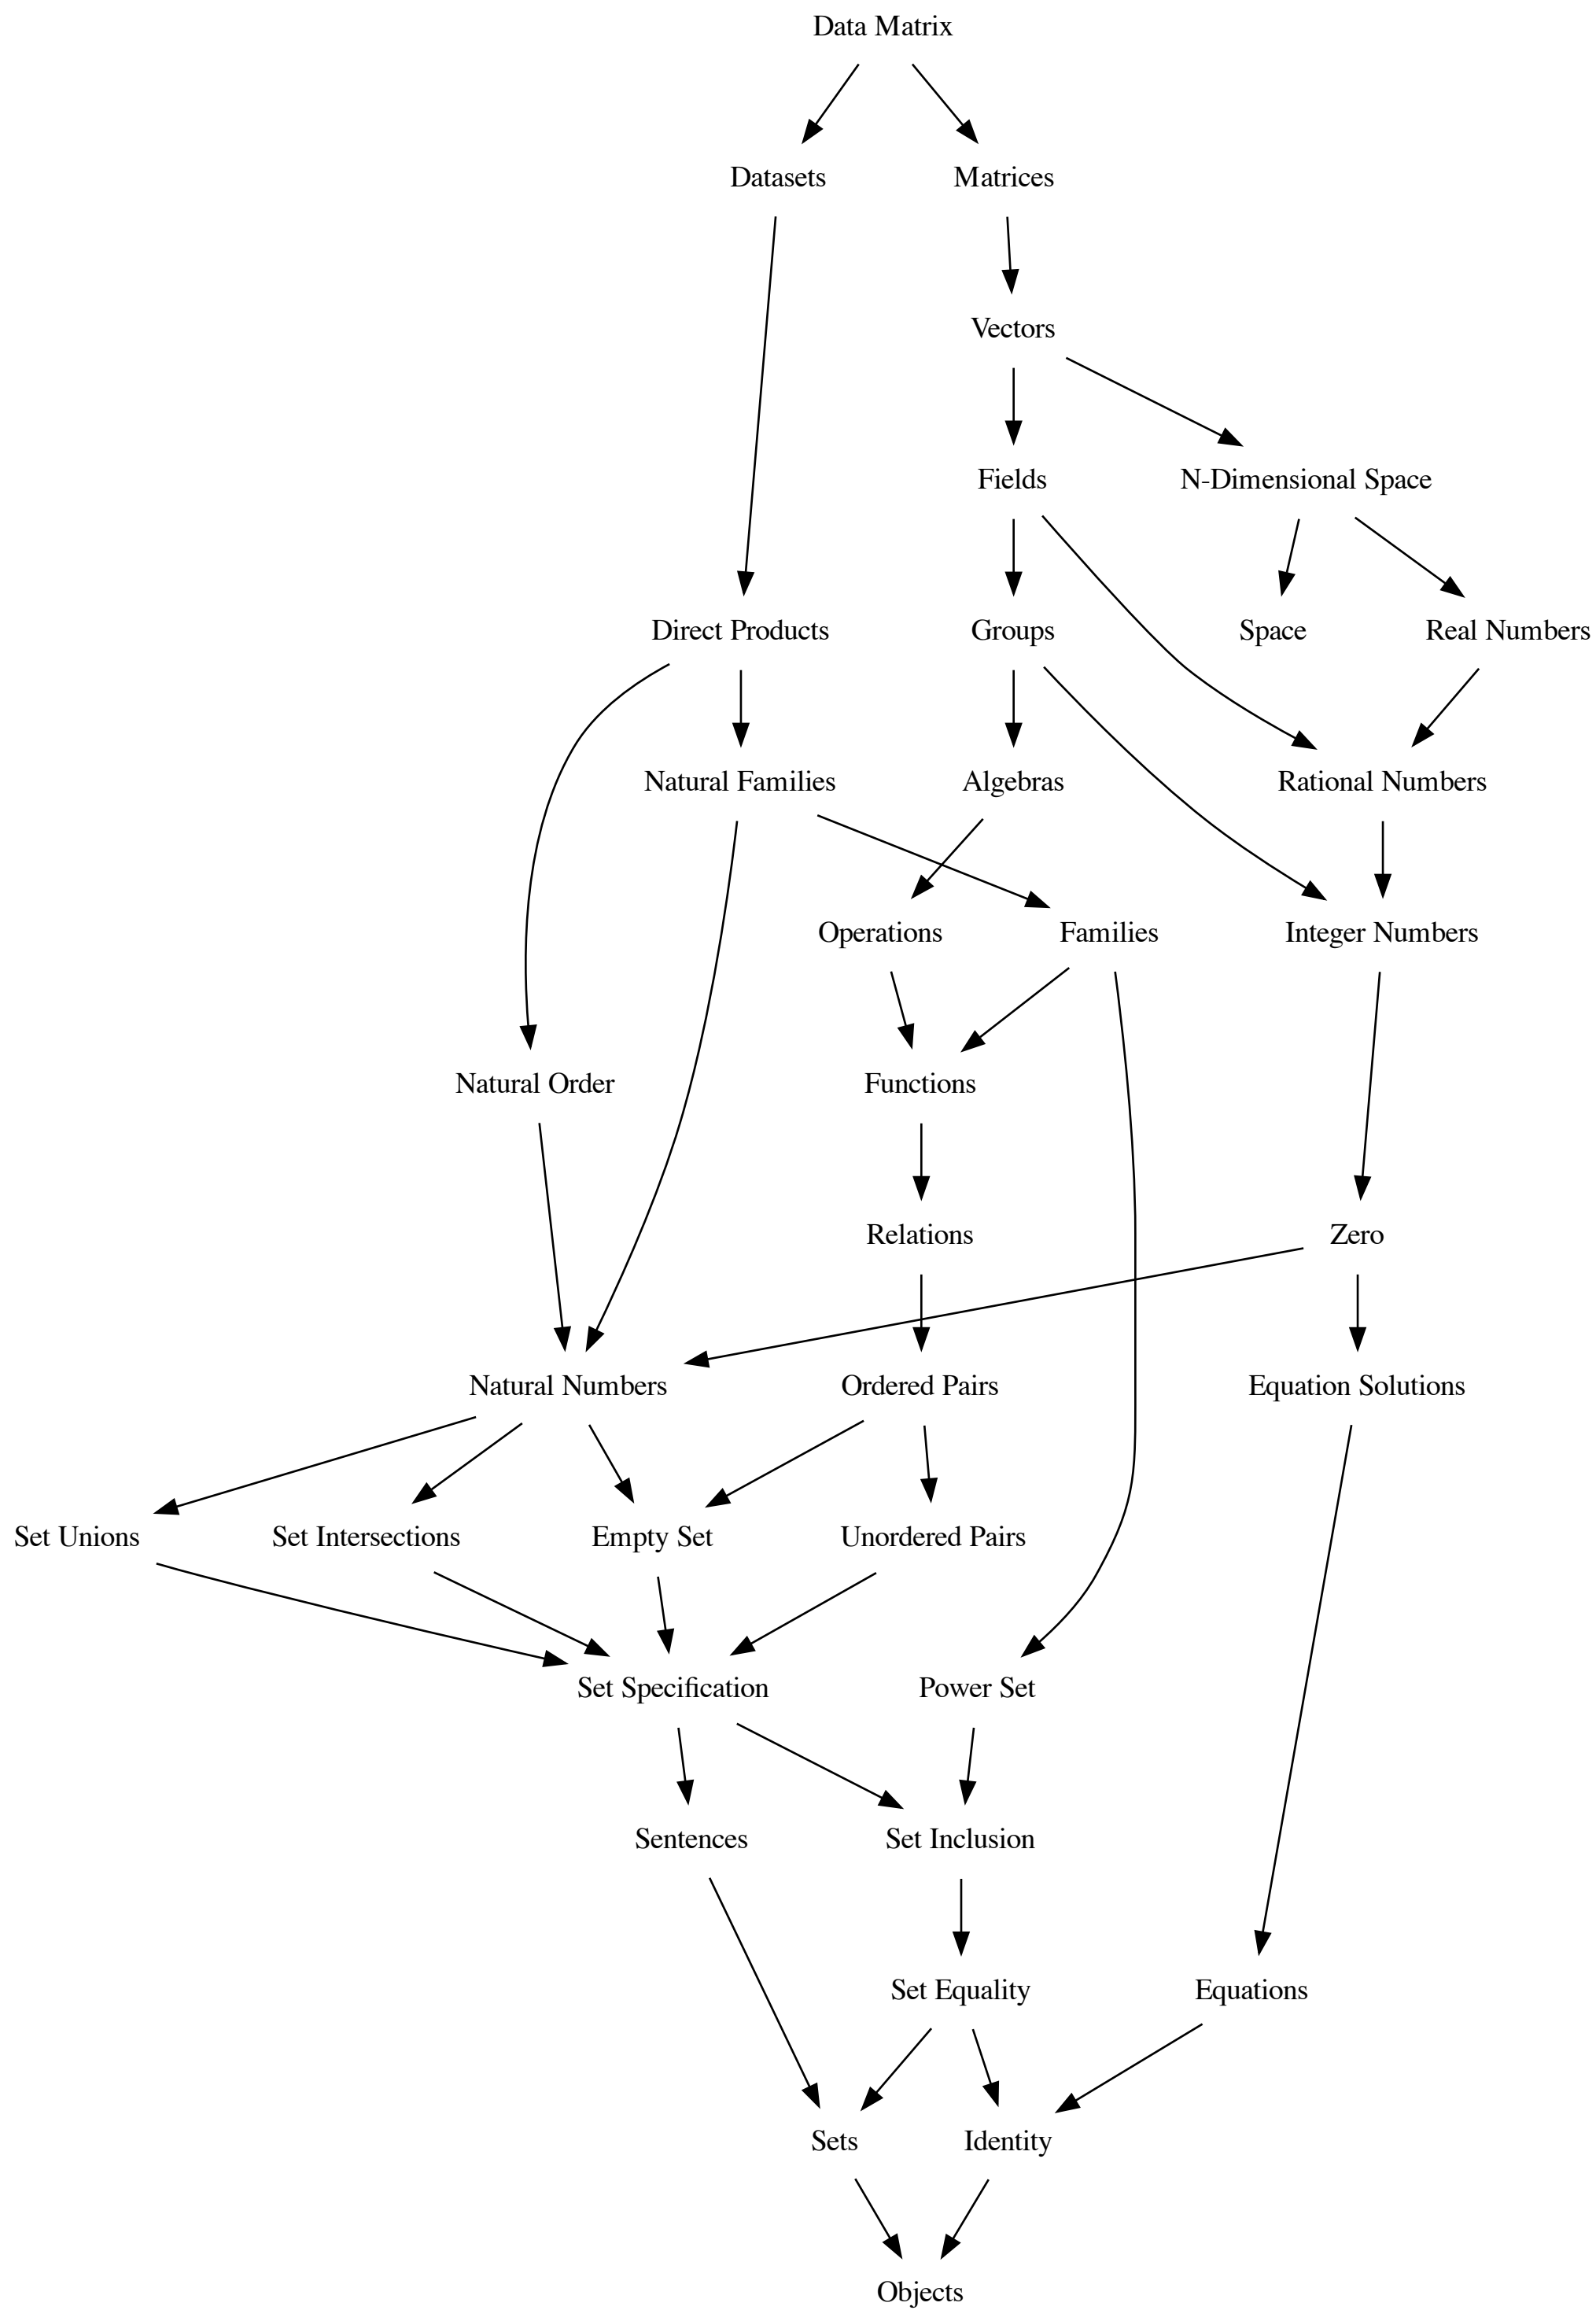 Data Matrix
Datasets
Matrices
Vectors
Fields
N-Dimensional Space
Direct Products
Groups
Space
Real Numbers
Natural Families
Algebras
Rational Numbers
Operations
Families
Integer Numbers
Natural Order
Functions
Relations
Zero
Natural Numbers
Ordered Pairs
Equation Solutions
Set Unions
Set Intersections
Empty Set
Unordered Pairs
Set Specification
Power Set
Sentences
Set Inclusion
Set Equality
Equations
Sets
Identity
Objects